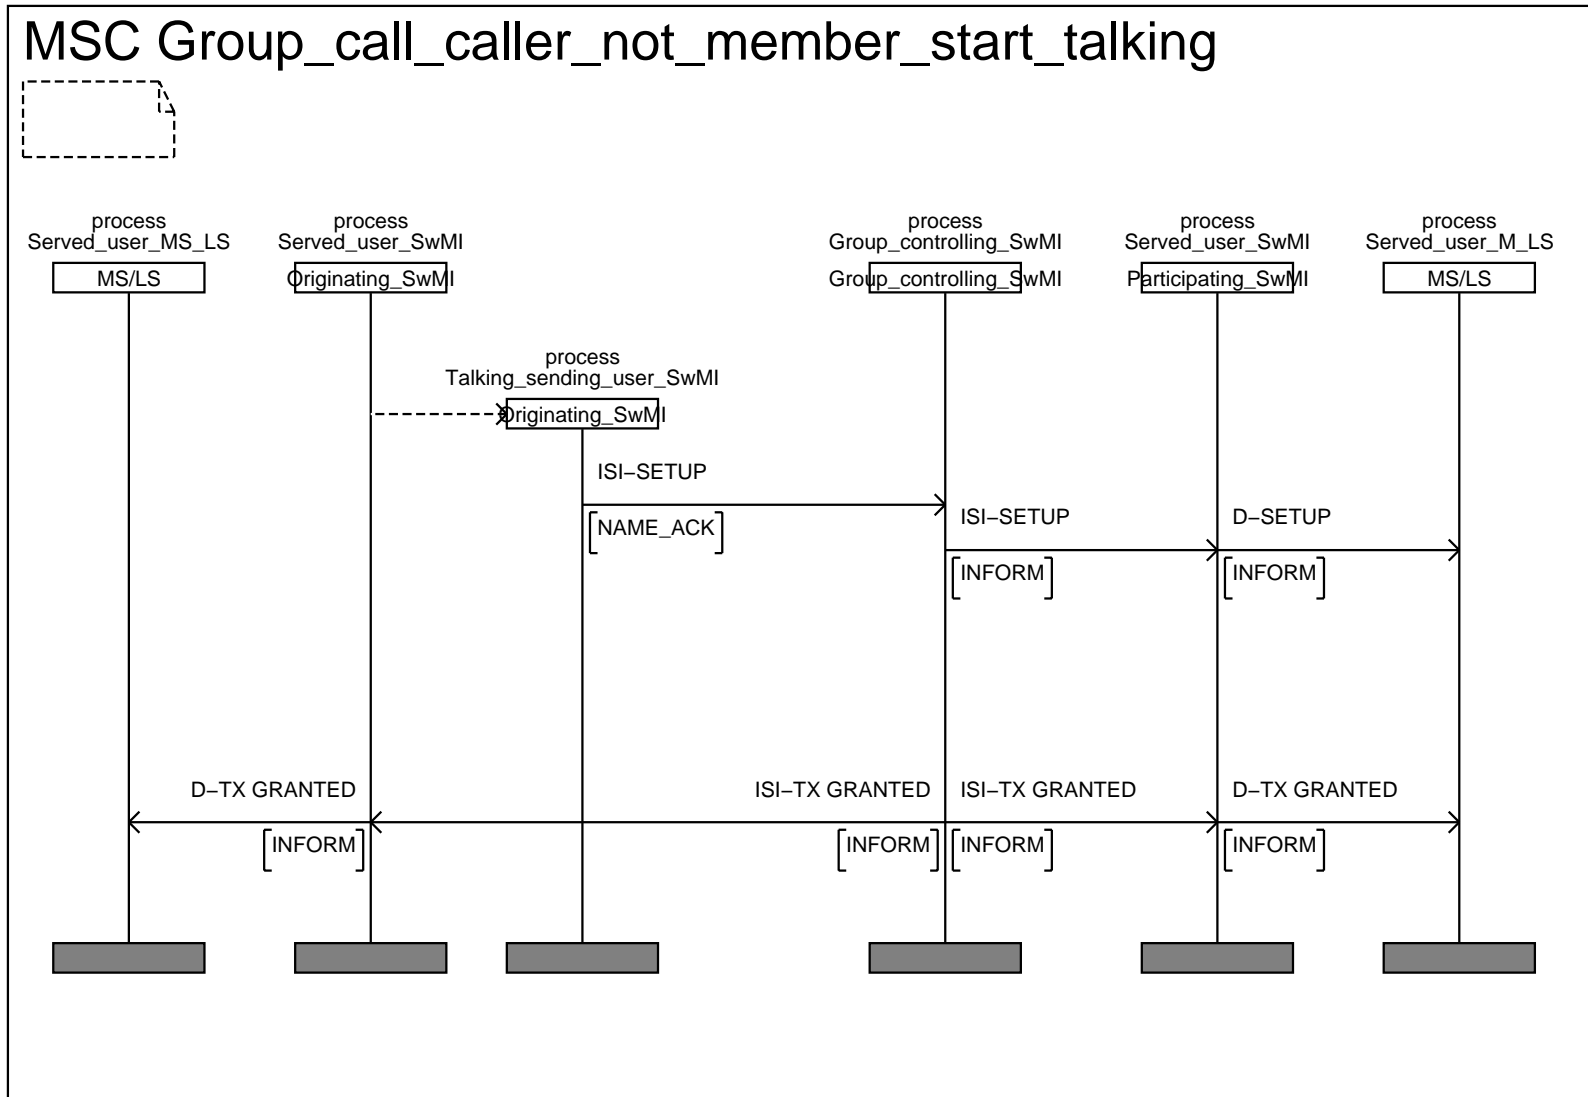 MSC Group_call_caller_not_member_start_talking
process
Served_user_MS_LS
MS/LS
process
Served_user_SwMI
Originating_SwMI
process
Group_controlling_SwMI
Group_controlling_SwMI
process
Served_user_SwMI
Participating_SwMI
process
Served_user_M_LS
MS/LS
process
Talking_sending_user_SwMI
Originating_SwMI
ISI−SETUP
NAME_ACK
ISI−SETUP
INFORM
D−SETUP
INFORM
D−TX GRANTED
INFORM
ISI−TX GRANTED
INFORM
ISI−TX GRANTED
INFORM
D−TX GRANTED
INFORM